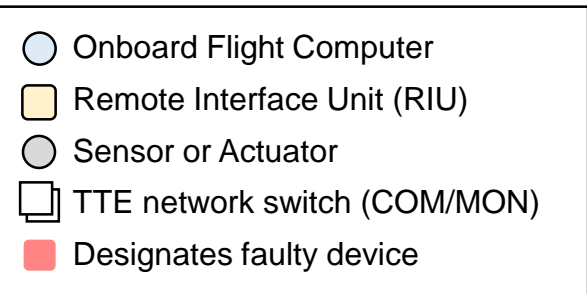 Onboard Flight Computer
Remote Interface Unit (RIU)
Sensor or Actuator
TTE network switch (COM/MON)
Designates faulty device